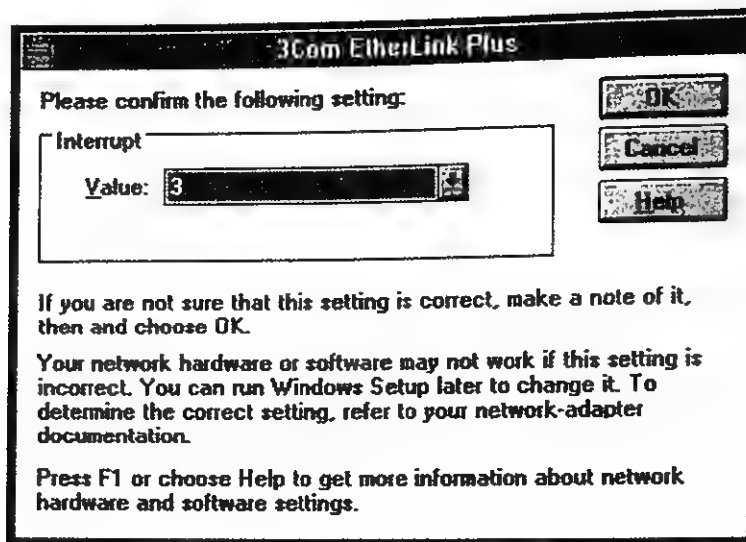 3Com EtherLink Plus
Please confirm the following setting:
OK
Interrupt
Cancel
Value: 3
Help
If you are not sure that this setting is correct, make a note of it,
then and choose OK.
Your network hardware or software may not work if this setting is
incorrect. You can run Windows Setup later to change it. To
determine the correct setting, refer to your network-adapter
documentation.
Press F1 or choose Help to get more information about network
hardware and software settings.